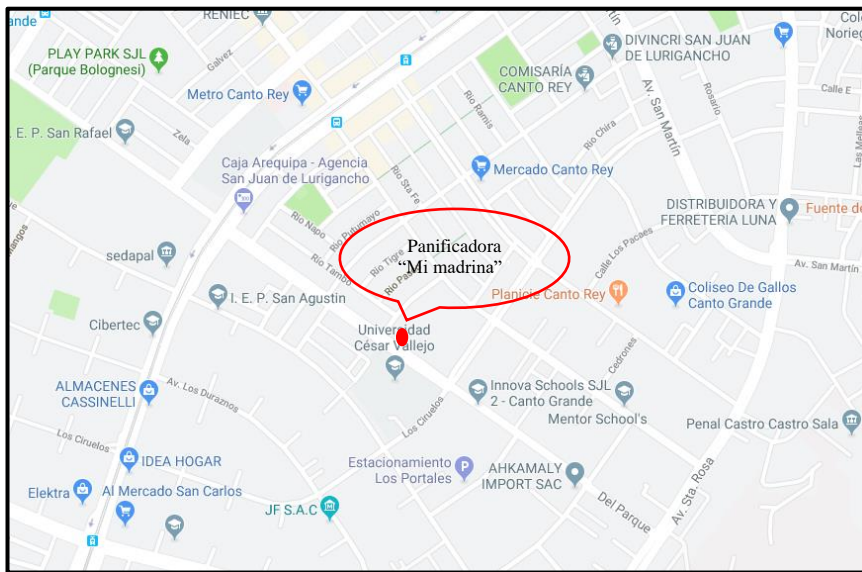 ande
RENIEC
PLAY PARK SJL
(Parque Bolognesi)
Galvez
Metro Canto Rey
DIVINCRI SAN JUAN
DE LURIGANCHO
Cole
Norieg
COMISARÍA
CANTO REY
Av. San Martín
Rosario
Calle E
Las Melleas
Rio Ramis
Rio Chira
I. E. P. San Rafael
Zela
Caja Arequipa - Agencia
San Juan de Lurigancho
Rio Sta Fe
Mercado Canto Rey
DISTRIBUIDORA Y
FERRETERIA LUNA
Fuente de
Rio Napo
Rio Putumayo
Rio Tigre
Rio Tambo
Panificadora
“Mi madrina”
Calle Los Pacaes
Av. San Martín
sedapal
I. E. P. San Agustin
Planicie Canto Rey
Coliseo De Gallos
Canto Grande
Cibertec
Universidad
César Vallejo
Cedrones
ALMACENES
CASSINELLI
Av. Los Duraznos
Innova Schools SJL
2 - Canto Grande
Mentor School's
Penal Castro Castro Sala
Los Ciruelos
Los Ciruelos
IDEA HOGAR
Estacionamiento
Los Portales
AHKAMALY
IMPORT SAC
Av. Sta. Rosa
Elektra
Al Mercado San Carlos
JF S.A.C
Del Parque